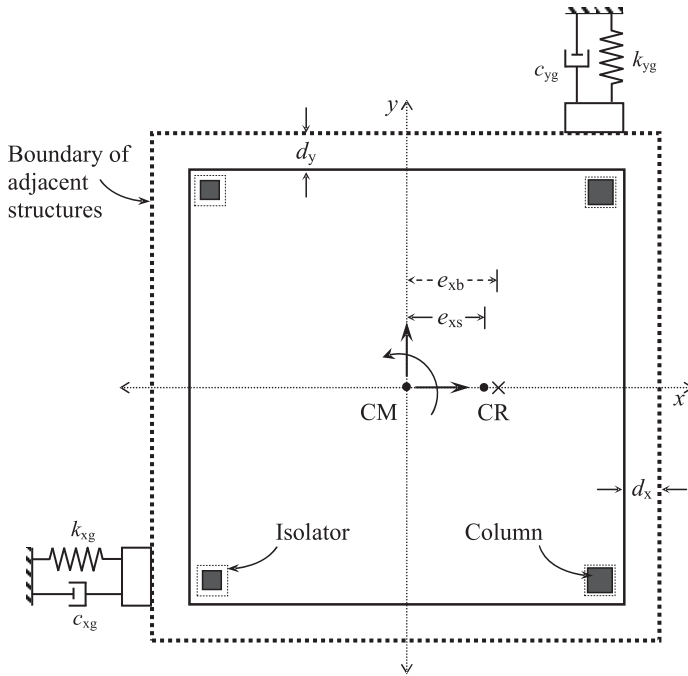 c_yg
k_yg
y
Boundary of
adjacent
structures
d_y
e_xb
e_xs
CM
CR
x
d_x
k_xg
Isolator
Column
c_xg